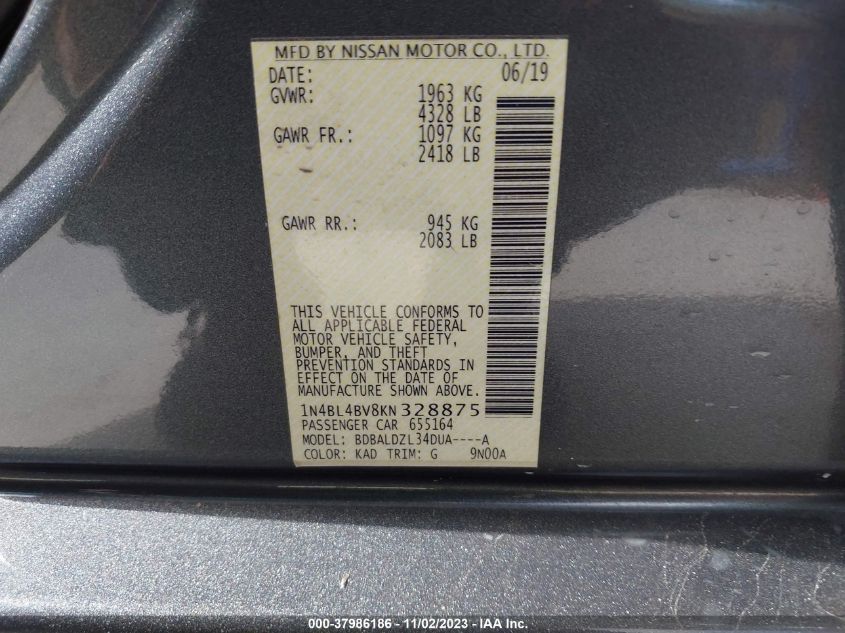 MFD BY NISSAN MOTOR CO., LTD.
DATE: 06/19
GVWR: 1963 KG
4328 LB
GAWR FR.: 1097 KG
2418 LB
GAWR RR.: 945 KG
2083 LB
THIS VEHICLE CONFORMS TO
ALL APPLICABLE FEDERAL
MOTOR VEHICLE SAFETY,
BUMPER, AND THEFT
PREVENTION STANDARDS IN
EFFECT ON THE DATE OF
MANUFACTURE SHOWN ABOVE.
1N4BL4BV8KN328875
PASSENGER CAR 655164
MODEL: BDBALDZL34DUA----A
COLOR: KAD TRIM: G 9N00A
000-37986186 - 11/02/2023 - IAA Inc.